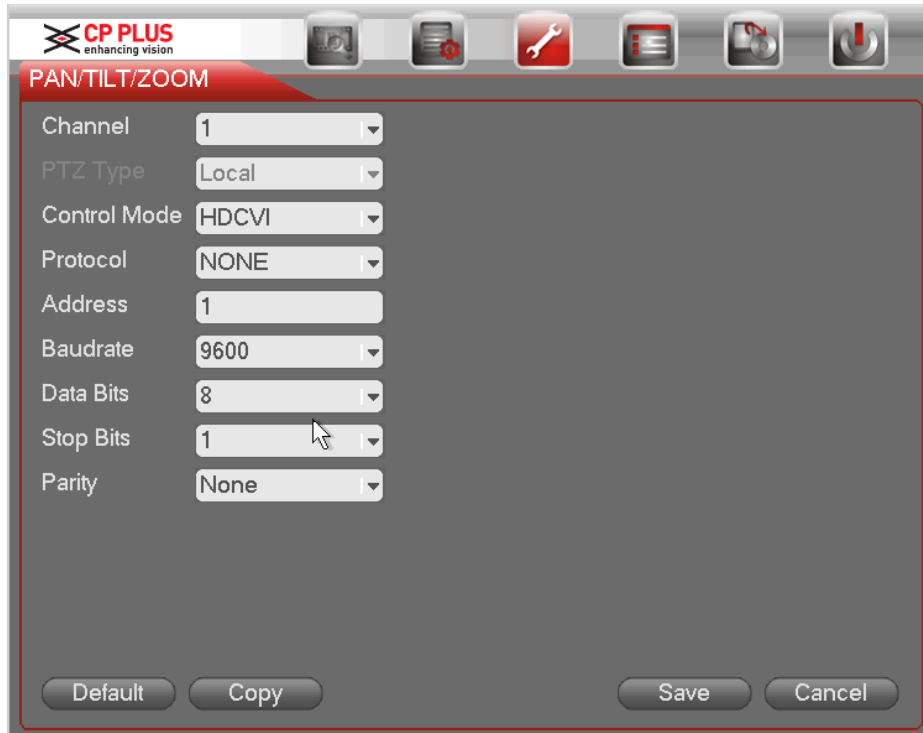 CP PLUS
enhancing vision
PAN/TILT/ZOOM
Channel 1
PTZ Type Local
Control Mode HDCVI
Protocol NONE
Address 1
Baudrate 9600
Data Bits 8
Stop Bits 1
Parity None
Default Copy Save Cancel